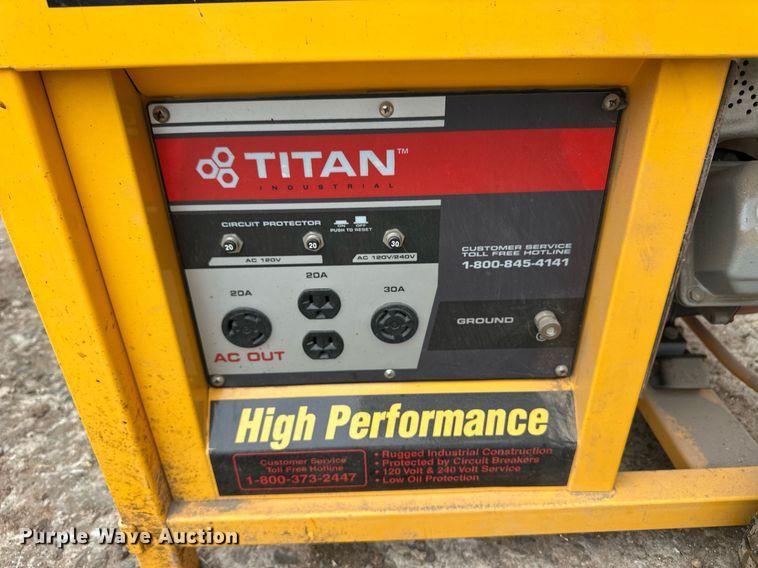 TITAN™
INDUSTRIAL
CIRCUIT PROTECTOR
ON OFF
PUSH TO RESET
20
20
30
AC 120V
AC 120V/240V
CUSTOMER SERVICE
TOLL FREE HOTLINE
1-800-845-4141
20A
20A
30A
GROUND
AC OUT
High Performance
Customer Service
Toll Free Hotline
1-800-373-2447
• Rugged Industrial Construction
• Protected by Circuit Breakers
• 120 Volt & 240 Volt Service
• Low Oil Protection
Purple Wave Auction